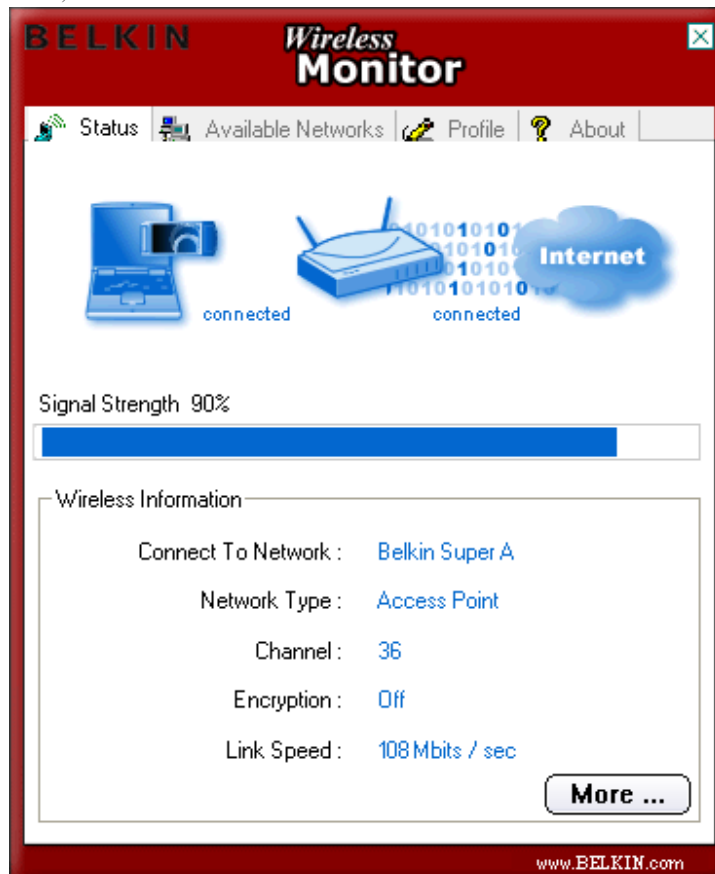 BELKIN
Wireless
Monitor
Status
Available Networks
Profile
About
Internet
connected
connected
Signal Strength 90%
Wireless Information
Connect To Network : Belkin Super A
Network Type : Access Point
Channel : 36
Encryption : Off
Link Speed : 108 Mbits / sec
More ...
www.BELKIN.com